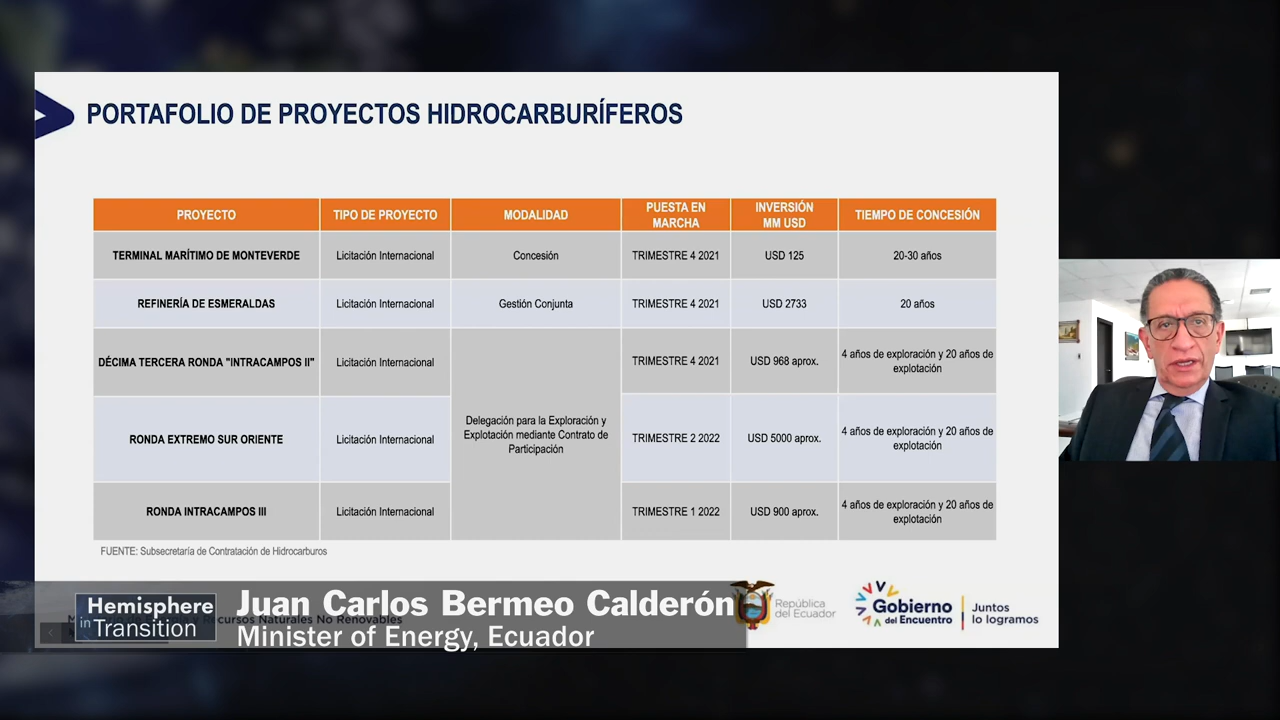 PORTAFOLIO DE PROYECTOS HIDROCARBURÍFEROS
PROYECTO
TIPO DE PROYECTO
MODALIDAD
PUESTA EN
MARCHA
INVERSIÓN
MM USD
TIEMPO DE CONCESIÓN
TERMINAL MARÍTIMO DE MONTEVERDE
Licitación Internacional
Concesión
TRIMESTRE 4 2021
USD 125
20-30 años
REFINERÍA DE ESMERALDAS
Licitación Internacional
Gestión Conjunta
TRIMESTRE 4 2021
USD 2733
20 años
DÉCIMA TERCERA RONDA "INTRACAMPOS II"
Licitación Internacional
TRIMESTRE 4 2021
USD 968 aprox.
4 años de exploración y 20 años de
explotación
Delegación para la Exploración y
Explotación mediante Contrato de
Participación
RONDA EXTREMO SUR ORIENTE
Licitación Internacional
TRIMESTRE 2 2022
USD 5000 aprox.
4 años de exploración y 20 años de
explotación
RONDA INTRACAMPOS III
Licitación Internacional
TRIMESTRE 1 2022
USD 900 aprox.
4 años de exploración y 20 años de
explotación
FUENTE: Subsecretaría de Contratación de Hidrocarburos
Hemisphere
in Transition
Juan Carlos Bermeo Calderón
Minister of Energy, Ecuador
y Recursos Naturales No Renovables
República
del Ecuador
Gobierno
del Encuentro
Juntos
lo logramos